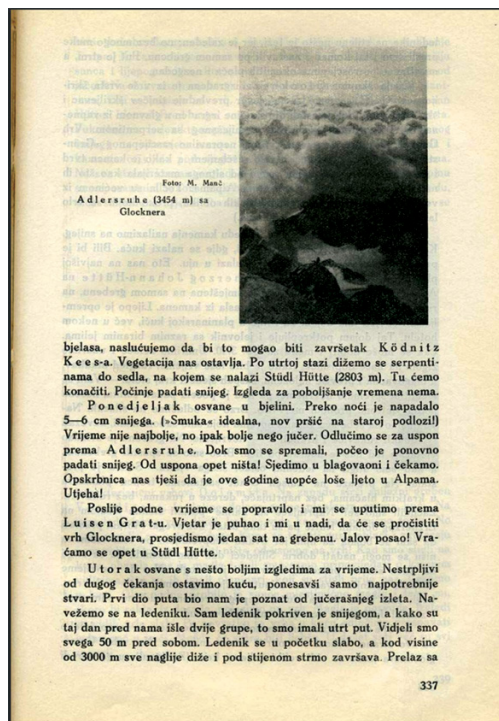 Foto: M. Manč
Adlersruhe (3454 m) sa
Glocknera
bjelasa, naslućujemo da bi to mogao biti završetak Ködnitz
Kees-a. Vegetacija nas ostavlja. Po utrtoj stazi dižemo se serpenti-
nama do sedla, na kojem se nalazi Stüdl Hütte (2803 m). Tu ćemo
konačiti. Počinje padati snijeg. Izgleda za poboljšanje vremena nema.
Ponedjeljak osvane u bjelini. Preko noći je napadalo
5—6 cm snijega. (»Smuka« idealna, nov pršić na staroj podlozi!)
Vrijeme nije najbolje, no ipak bolje nego jučer. Odlučimo se za uspon
prema Adlersruhe. Dok smo se spremali, počeo je ponovno
padati snijeg. Od uspona opet ništa! Sjedimo u blagovaoni i čekamo.
Opskrbnica nas tješi da je ove godine uopće loše ljeto u Alpama.
Utjeha!
Poslije podne vrijeme se popravilo i mi se uputimo prema
Luisen Grat-u. Vjetar je puhao i mi u nadi, da će se pročistiti
vrh Glocknera, prosjedismo jedan sat na grebenu. Jalov posao! Vra-
ćamo se opet u Stüdl Hütte.
Utorak osvane s nešto boljim izgledima za vrijeme. Nestrpljivi
od dugog čekanja ostavimo kuću, ponesavši samo najpotrebnije
stvari. Prvi dio puta bio nam je poznat od jučerašnjeg izleta. Na-
vežemo se na ledeniku. Sam ledenik pokriven je snijegom, a kako su
taj dan pred nama išle dvije grupe, to smo imali utrt put. Vidjeli smo
svega 50 m pred sobom. Ledenik se u početku slabo, a kod visine
od 3000 m sve naglije diže i pod stijenom strmo završava. Prelaz sa
337